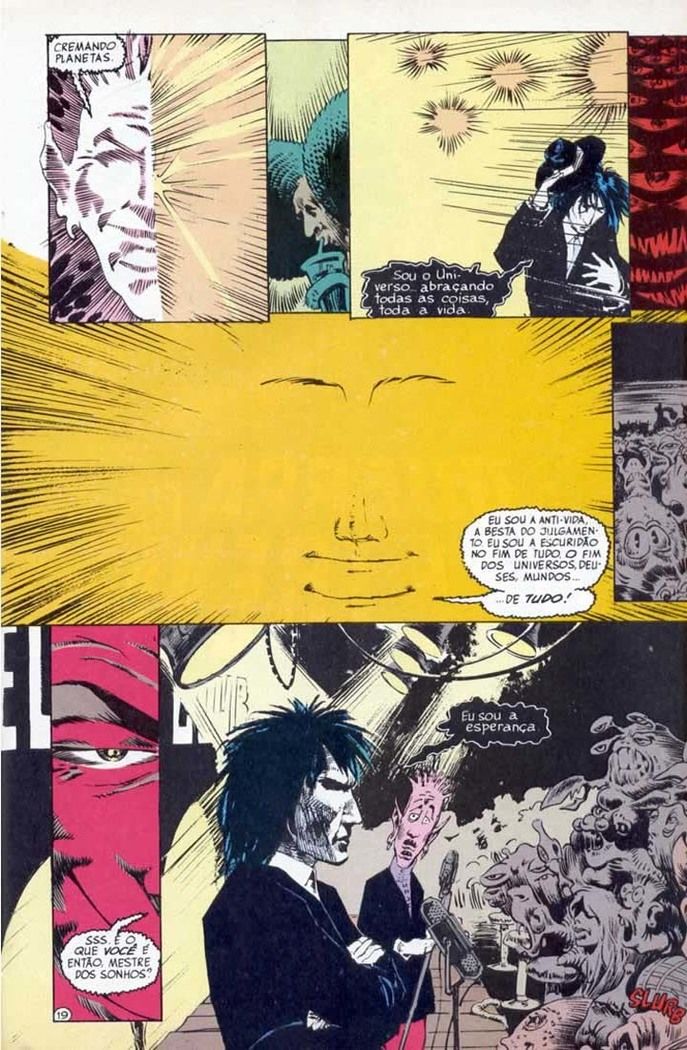 CREMANDO
PLANETAS.
SOU O UNI-
VERSO... ABRAÇANDO
TODAS AS COISAS,
TODA A VIDA.
EU SOU A ANTI-VIDA,
A BESTA DO JULGAMEN-
TO. EU SOU A ESCURIDÃO
NO FIM DE TUDO. O FIM
DOS UNIVERSOS, DEU-
SES, MUNDOS...
...DE TUDO!
EU SOU A
ESPERANÇA.
SSS. E O
QUE VOCÊ É
ENTÃO, MESTRE
DOS SONHOS?
SLURB
19